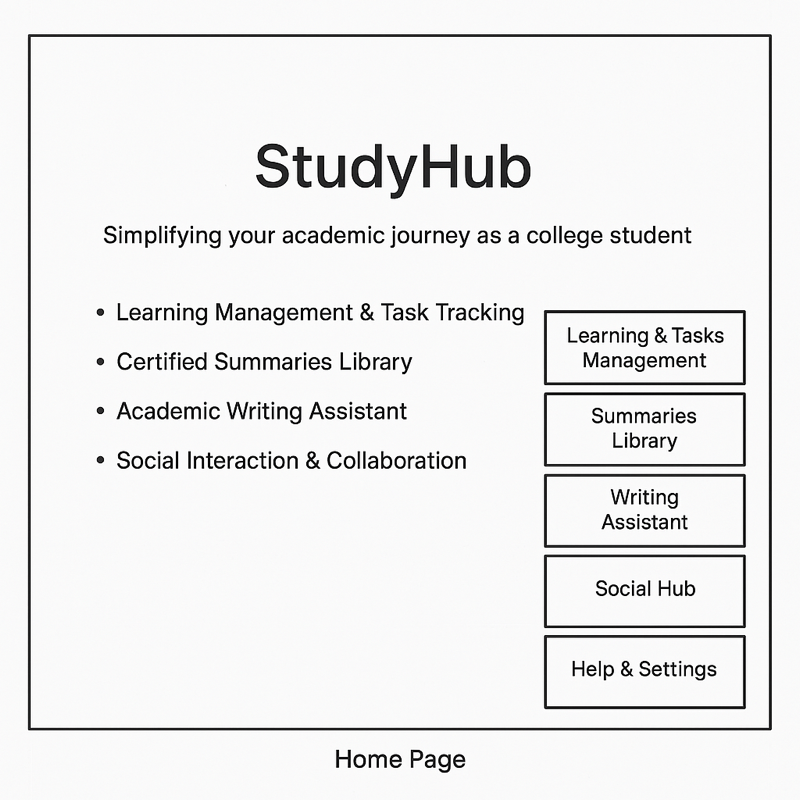 StudyHub
Simplifying your academic journey as a college student
• Learning Management & Task Tracking
• Certified Summaries Library
• Academic Writing Assistant
• Social Interaction & Collaboration
Learning & Tasks
Management
Summaries
Library
Writing
Assistant
Social Hub
Help & Settings
Home Page